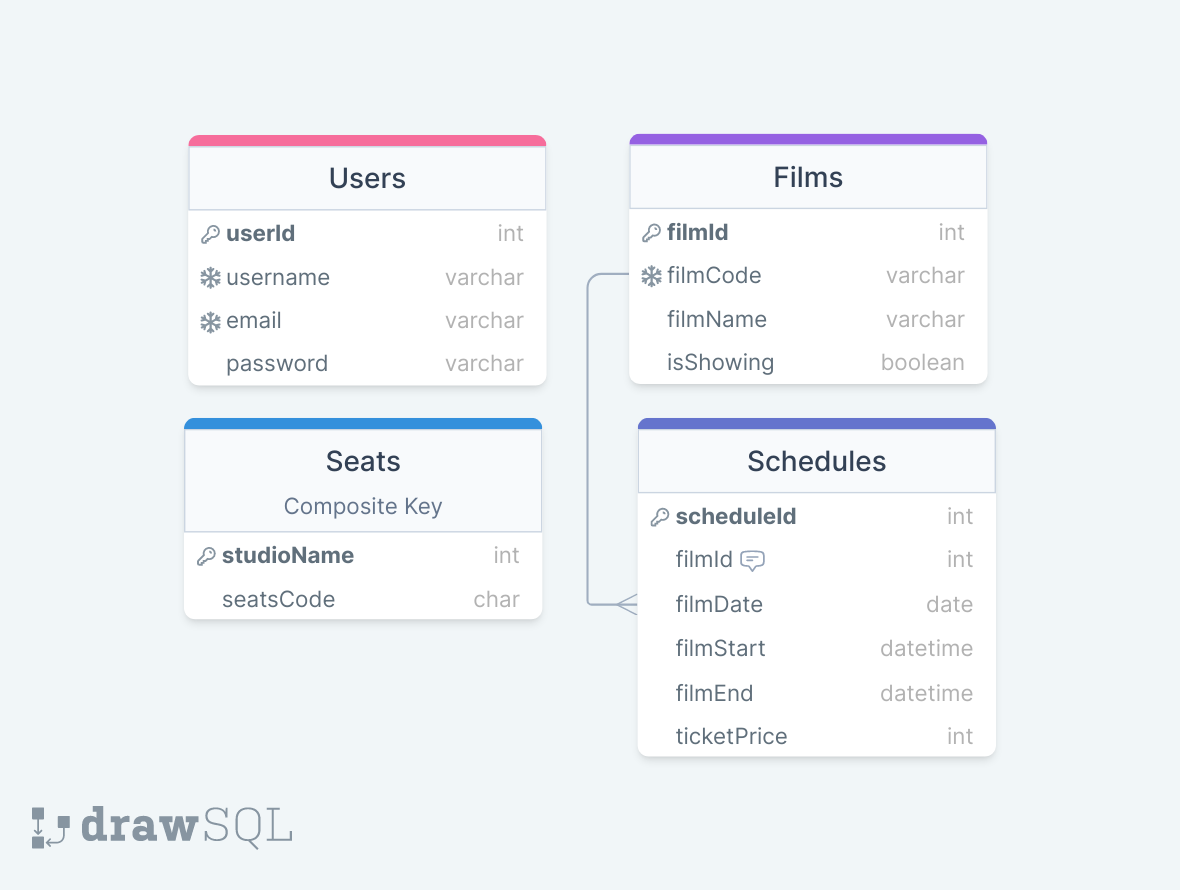 Users
userId int
username varchar
email varchar
password varchar
Films
filmId int
filmCode varchar
filmName varchar
isShowing boolean
Seats
Composite Key
studioName int
seatsCode char
Schedules
scheduleId int
filmId int
filmDate date
filmStart datetime
filmEnd datetime
ticketPrice int
drawSQL